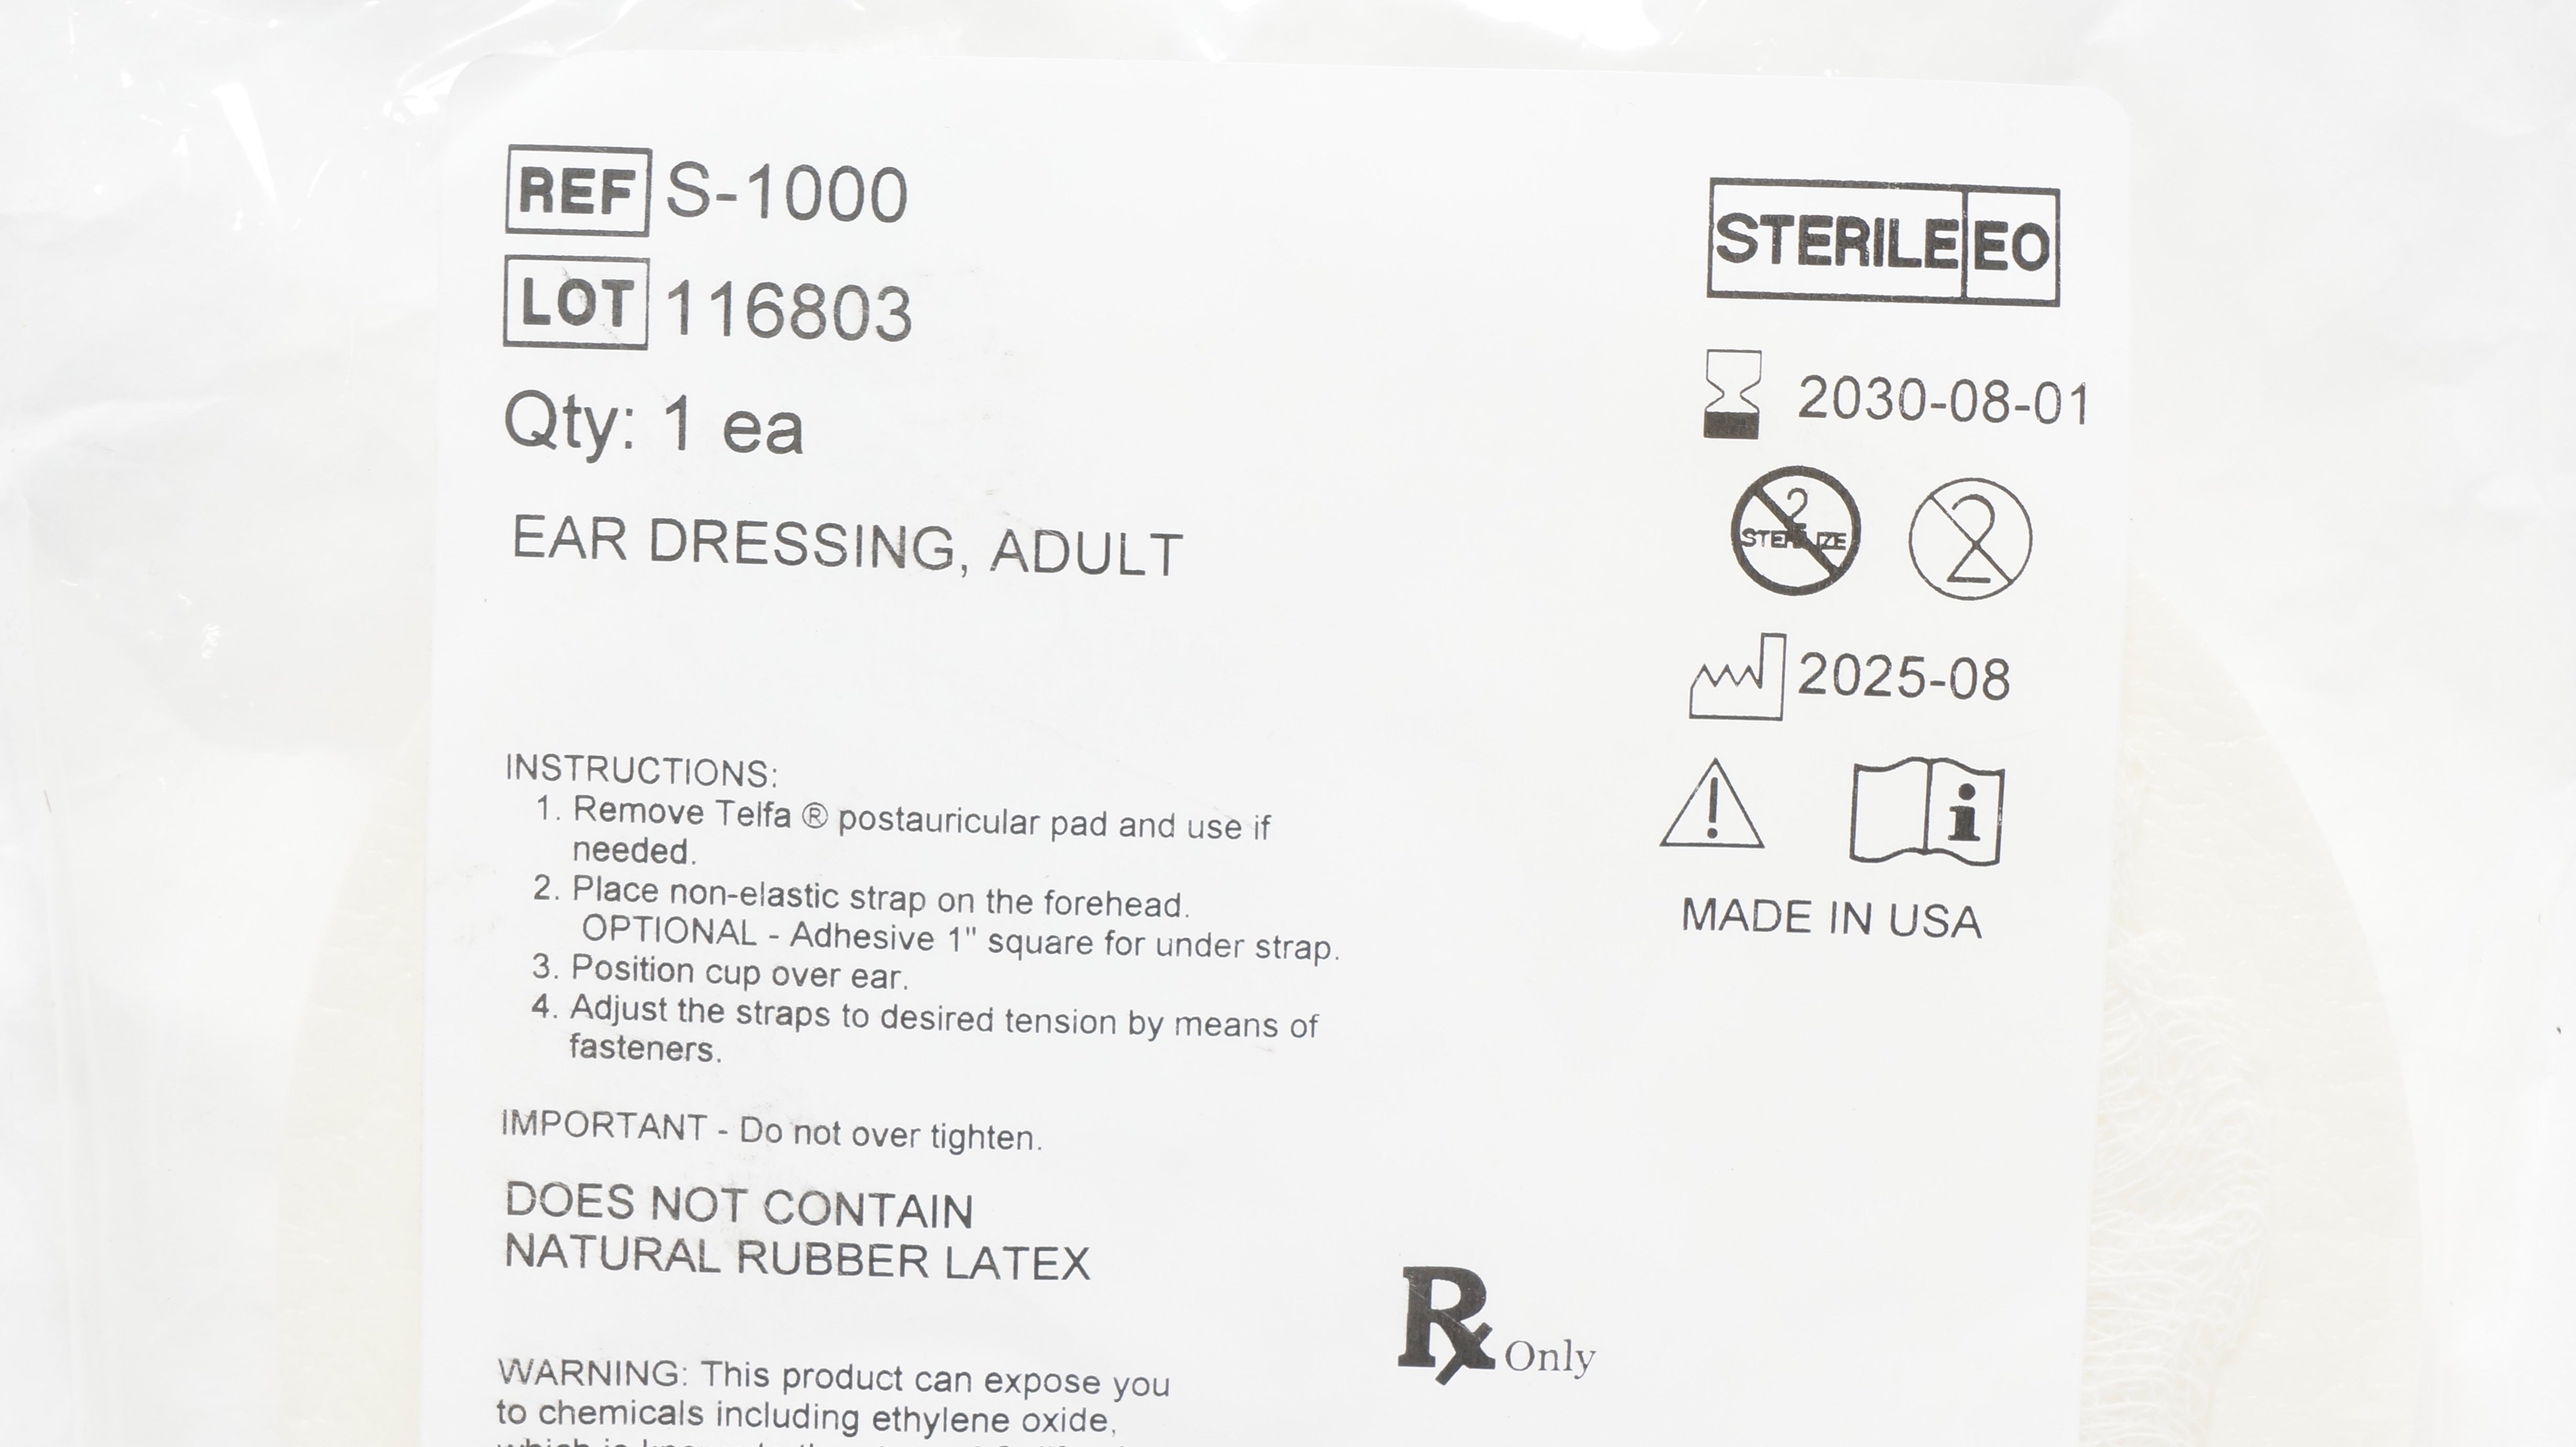 REF S-1000
LOT 116803
Qty: 1 ea
EAR DRESSING, ADULT
STERILE EO
2030-08-01
2 STERILIZE 2
2025-08
!
i
MADE IN USA
INSTRUCTIONS:
1. Remove Telfa ® postauricular pad and use if
needed.
2. Place non-elastic strap on the forehead.
OPTIONAL - Adhesive 1" square for under strap.
3. Position cup over ear.
4. Adjust the straps to desired tension by means of
fasteners.
IMPORTANT - Do not over tighten.
DOES NOT CONTAIN
NATURAL RUBBER LATEX
Rx Only
WARNING: This product can expose you
to chemicals including ethylene oxide,